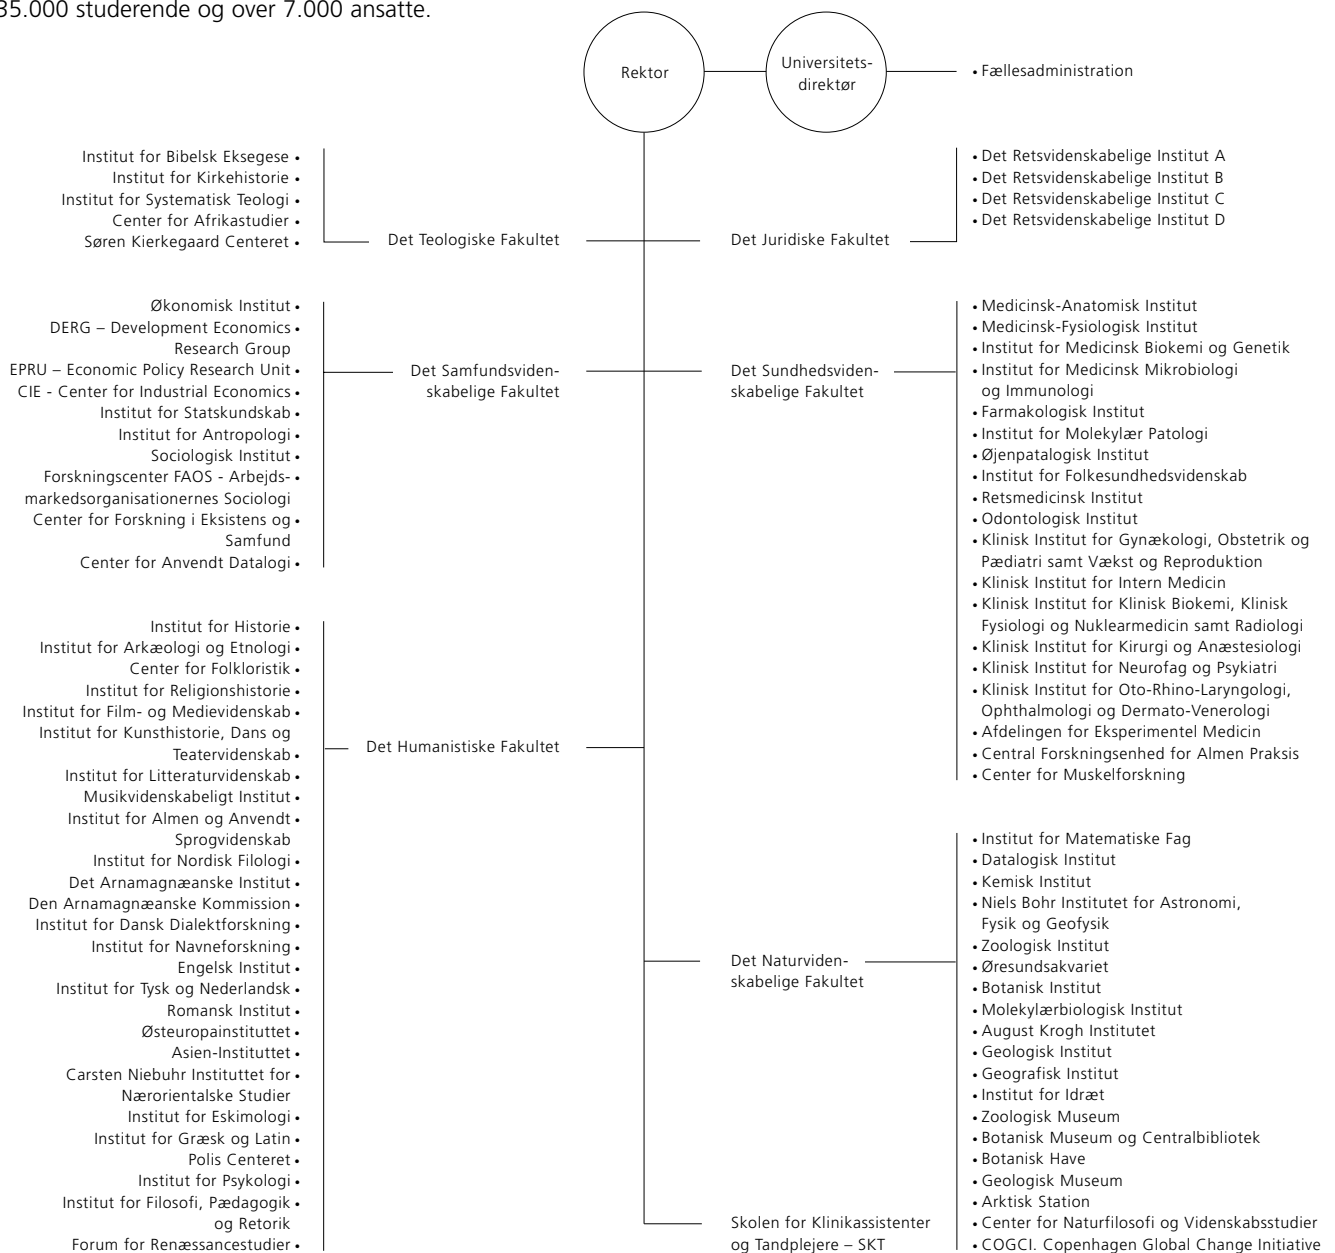 35.000 studerende og over 7.000 ansatte.
Rektor
Universitets-
direktør
• Fællesadministration
Institut for Bibelsk Eksegese •
Institut for Kirkehistorie •
Institut for Systematisk Teologi •
Center for Afrikastudier •
Søren Kierkegaard Centeret •
Det Teologiske Fakultet
Det Juridiske Fakultet
• Det Retsvidenskabelige Institut A
• Det Retsvidenskabelige Institut B
• Det Retsvidenskabelige Institut C
• Det Retsvidenskabelige Institut D
Økonomisk Institut •
DERG – Development Economics •
Research Group
EPRU – Economic Policy Research Unit •
CIE - Center for Industrial Economics •
Institut for Statskundskab •
Institut for Antropologi •
Sociologisk Institut •
Forskningscenter FAOS - Arbejds- •
markedsorganisationernes Sociologi
Center for Forskning i Eksistens og •
Samfund
Center for Anvendt Datalogi •
Det Samfundsviden-
skabelige Fakultet
Det Sundhedsviden-
skabelige Fakultet
• Medicinsk-Anatomisk Institut
• Medicinsk-Fysiologisk Institut
• Institut for Medicinsk Biokemi og Genetik
• Institut for Medicinsk Mikrobiologi
og Immunologi
• Farmakologisk Institut
• Institut for Molekylær Patologi
• Øjenpatalogisk Institut
• Institut for Folkesundhedsvidenskab
• Retsmedicinsk Institut
• Odontologisk Institut
• Klinisk Institut for Gynækologi, Obstetrik og
Pædiatri samt Vækst og Reproduktion
• Klinisk Institut for Intern Medicin
• Klinisk Institut for Klinisk Biokemi, Klinisk
Fysiologi og Nuklearmedicin samt Radiologi
• Klinisk Institut for Kirurgi og Anæstesiologi
• Klinisk Institut for Neurofag og Psykiatri
• Klinisk Institut for Oto-Rhino-Laryngologi,
Ophthalmologi og Dermato-Venerologi
• Afdelingen for Eksperimentel Medicin
• Central Forskningsenhed for Almen Praksis
• Center for Muskelforskning
Institut for Historie •
Institut for Arkæologi og Etnologi •
Center for Folkloristik •
Institut for Religionshistorie •
Institut for Film- og Medievidenskab •
Institut for Kunsthistorie, Dans og
Teatervidenskab •
Institut for Litteraturvidenskab •
Musikvidenskabeligt Institut •
Institut for Almen og Anvendt •
Sprogvidenskab
Institut for Nordisk Filologi •
Det Arnamagnæanske Institut •
Den Arnamagnæanske Kommission •
Institut for Dansk Dialektforskning •
Institut for Navneforskning •
Engelsk Institut •
Institut for Tysk og Nederlandsk •
Romansk Institut •
Østeuropainstituttet •
Asien-Instituttet •
Carsten Niebuhr Instituttet for •
Nærorientalske Studier
Institut for Eskimologi •
Institut for Græsk og Latin •
Polis Centeret •
Institut for Psykologi •
Institut for Filosofi, Pædagogik •
og Retorik
Forum for Renæssancestudier •
Det Humanistiske Fakultet
Det Naturviden-
skabelige Fakultet
• Institut for Matematiske Fag
• Datalogisk Institut
• Kemisk Institut
• Niels Bohr Institutet for Astronomi,
Fysik og Geofysik
• Zoologisk Institut
• Øresundsakvariet
• Botanisk Institut
• Molekylærbiologisk Institut
• August Krogh Institutet
• Geologisk Institut
• Geografisk Institut
• Institut for Idræt
• Zoologisk Museum
• Botanisk Museum og Centralbibliotek
• Botanisk Have
• Geologisk Museum
• Arktisk Station
• Center for Naturfilosofi og Videnskabsstudier
• COGCI. Copenhagen Global Change Initiative
Skolen for Klinikassistenter
og Tandplejere – SKT